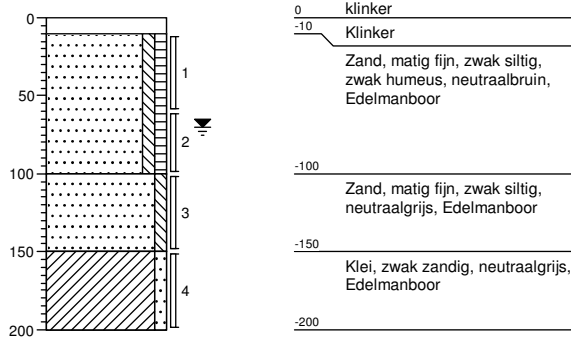 0
50
100
150
200
1
2
3
4
0 klinker
-10 Klinker
Zand, matig fijn, zwak siltig,
zwak humeus, neutraalbruin,
Edelmanboor
-100
Zand, matig fijn, zwak siltig,
neutraalgrijs, Edelmanboor
-150
Klei, zwak zandig, neutraalgrijs,
Edelmanboor
-200